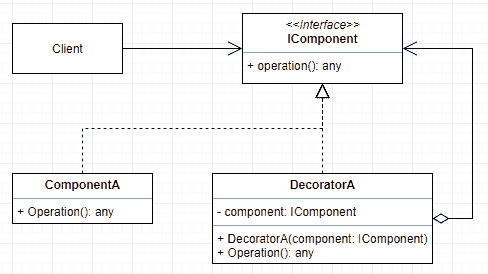 Client
<<Interface>>
IComponent
+ operation(): any
ComponentA
+ Operation(): any
DecoratorA
- component: IComponent
+ DecoratorA(component: IComponent)
+ Operation(): any